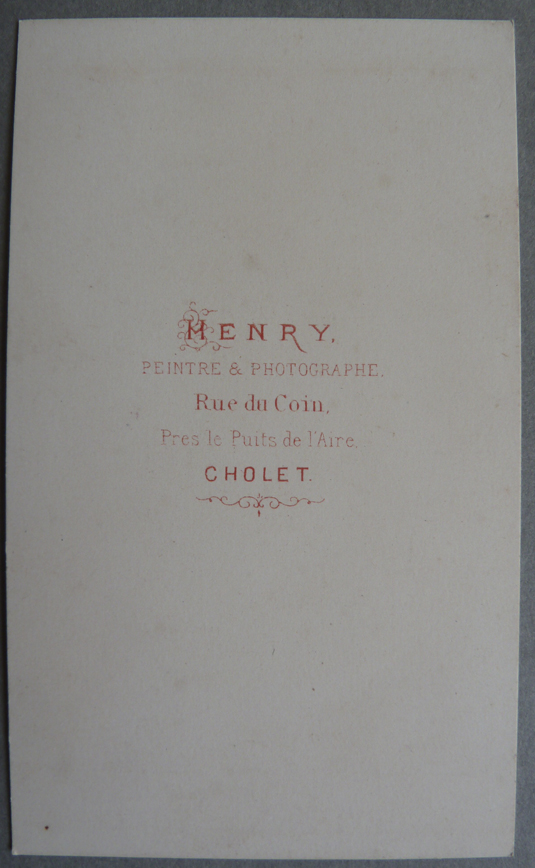 HENRY,
PEINTRE & PHOTOGRAPHE.
Rue du Coin,
Pres le Puits de l'Aire.
CHOLET.